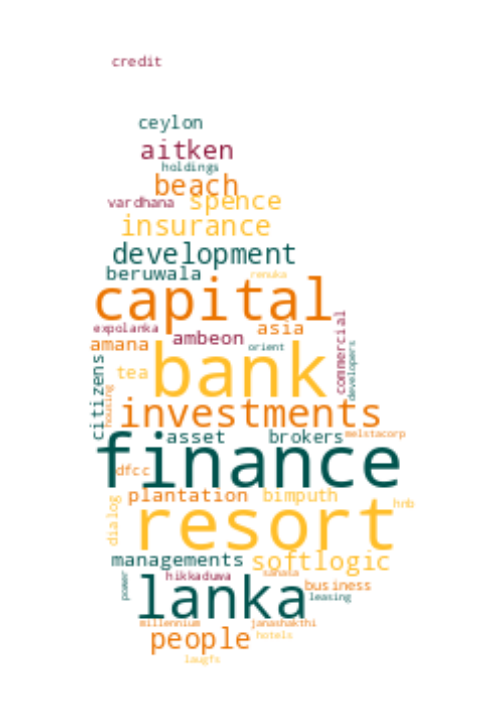 credit
ceylon
aitken
holdings
beach
vardhana spence
insurance
development
beruwala renuka
capital
expolanka asia
ambeon
amana orient
commercial
developers
citizens
tea bank
housing
investments
asset brokers melstacorp
finance
dfcc
plantation bimputh
dialog resort hnb
managements softlogic
hikkaduwa sanasa
power lanka business
leasing
millennium janashakthi
people hotels
laugfs